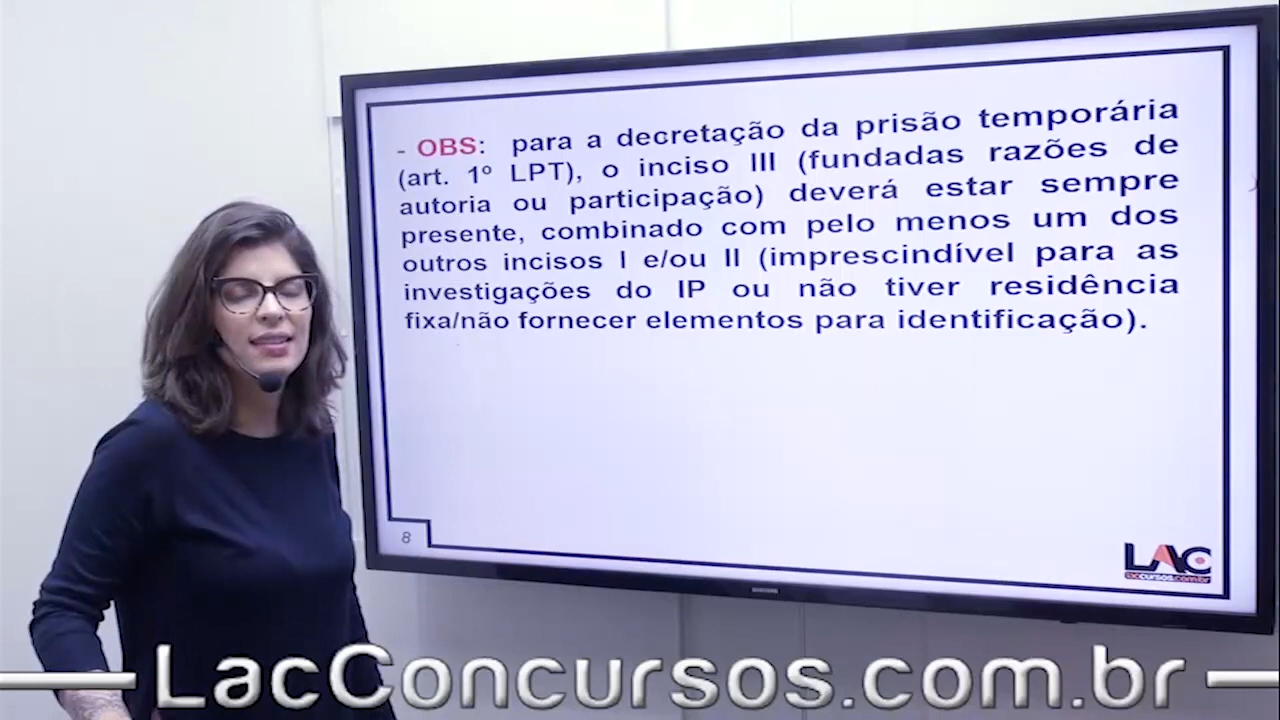 - OBS: para a decretação da prisão temporária
(art. 1º LPT), o inciso III (fundadas razões de
autoria ou participação) deverá estar sempre
presente, combinado com pelo menos um dos
outros incisos I e/ou II (imprescindível para as
investigações do IP ou não tiver residência
fixa/não fornecer elementos para identificação).
8
LAC
laccursos.com.br
SAMSUNG
LacConcursos.com.br